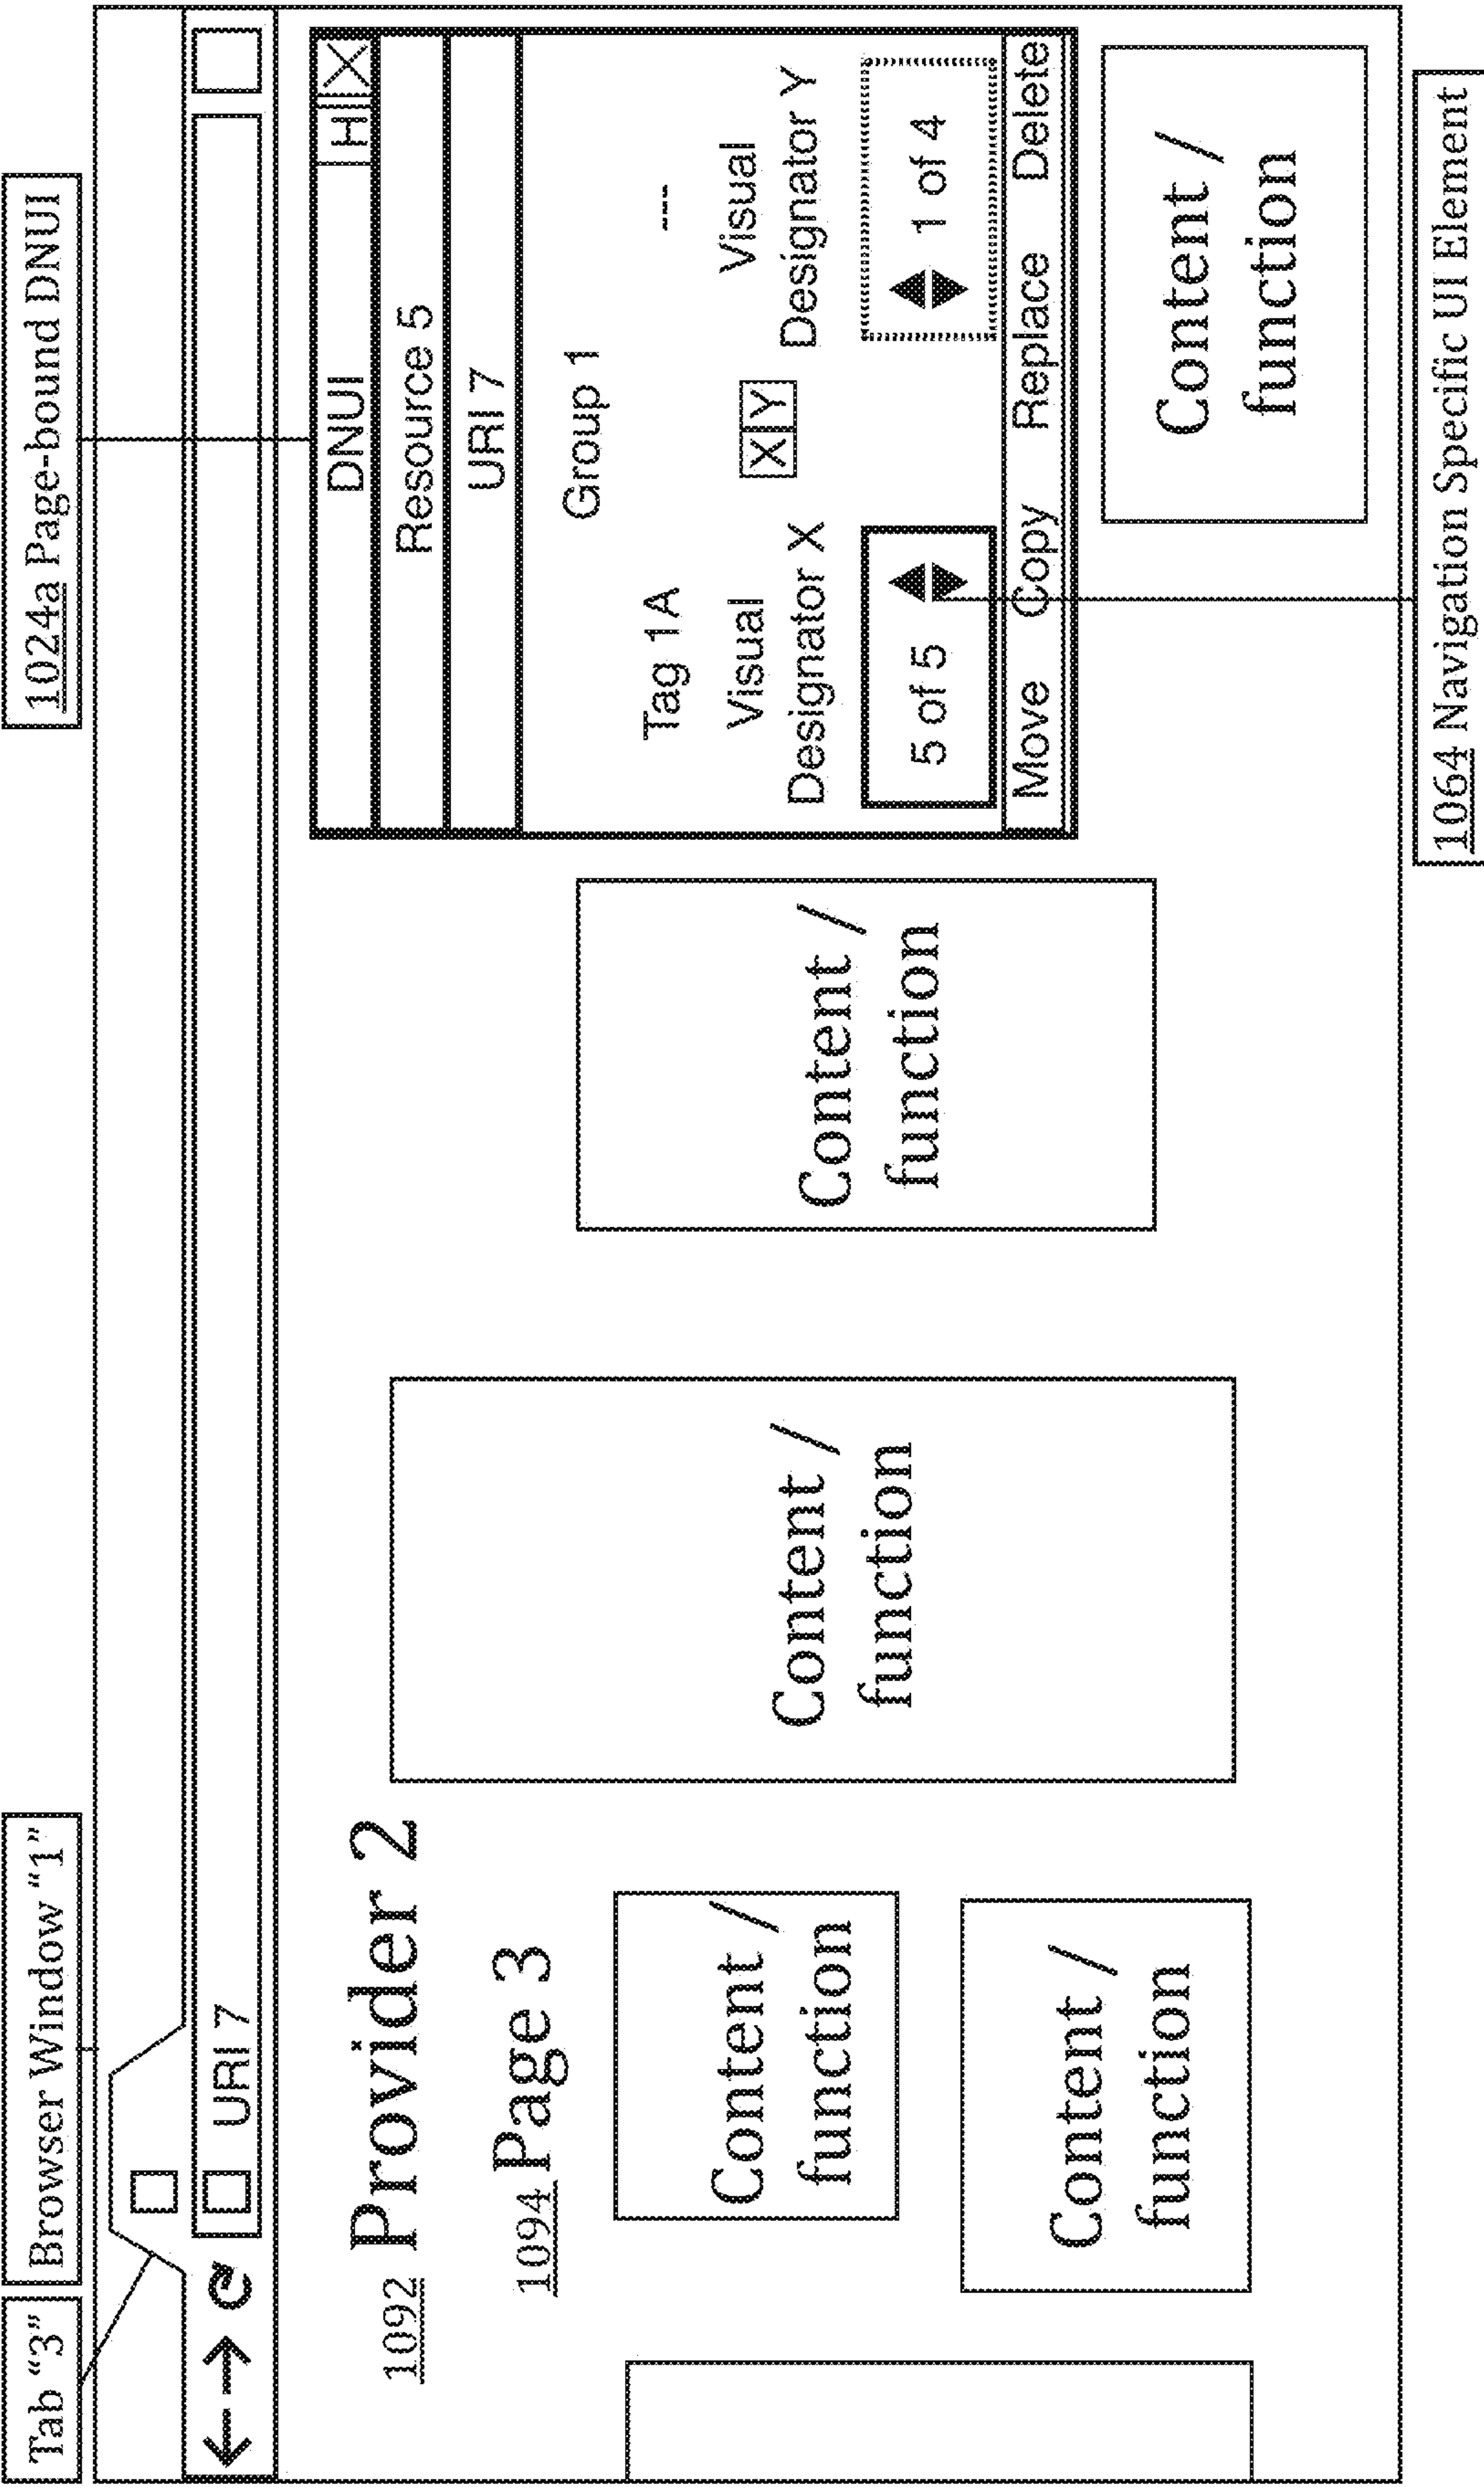 Tab “3”
Browser Window “1”
1024a Page-bound DNUI
URI 7
1092 Provider 2
1094 Page 3
Content /
function
Content /
function
Content /
function
Content /
function
DNUI H X
Resource 5
URI 7
Group 1
Tag 1A ---
Visual
Designator X
X Y
Visual
Designator Y
5 of 5
1 of 4
Move Copy Replace Delete
Content /
function
1064 Navigation Specific UI Element